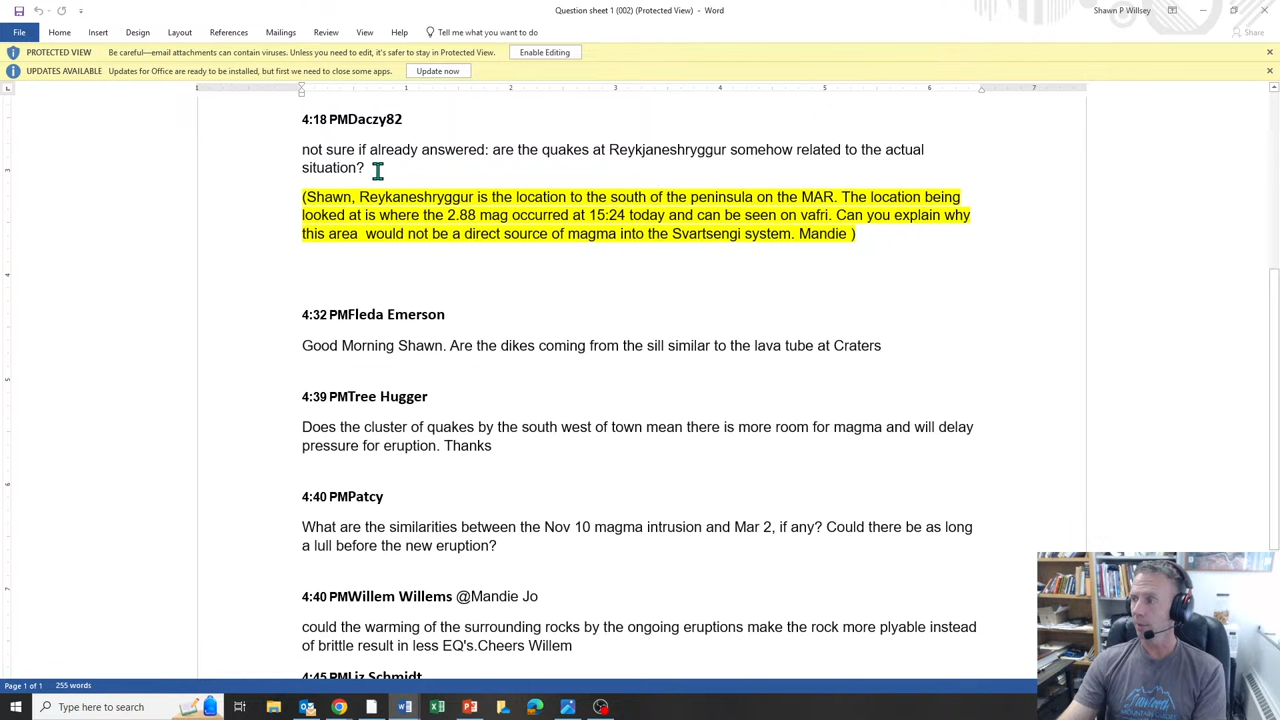 Question sheet 1 (002) (Protected View) - Word
Shawn P Willsey
File Home Insert Design Layout References Mailings Review View Help Tell me what you want to do Share
PROTECTED VIEW Be careful—email attachments can contain viruses. Unless you need to edit, it's safer to stay in Protected View. Enable Editing
UPDATES AVAILABLE Updates for Office are ready to be installed, but first we need to close some apps. Update now
1 1 2 3 4 5 6 7
4:18 PMDaczy82
not sure if already answered: are the quakes at Reykjaneshryggur somehow related to the actual
situation?
(Shawn, Reykaneshryggur is the location to the south of the peninsula on the MAR. The location being
looked at is where the 2.88 mag occurred at 15:24 today and can be seen on vafri. Can you explain why
this area would not be a direct source of magma into the Svartsengi system. Mandie )
4:32 PMFleda Emerson
Good Morning Shawn. Are the dikes coming from the sill similar to the lava tube at Craters
4:39 PMTree Hugger
Does the cluster of quakes by the south west of town mean there is more room for magma and will delay
pressure for eruption. Thanks
4:40 PMPatcy
What are the similarities between the Nov 10 magma intrusion and Mar 2, if any? Could there be as long
a lull before the new eruption?
4:40 PMWillem Willems @Mandie Jo
could the warming of the surrounding rocks by the ongoing eruptions make the rock more plyable instead
of brittle result in less EQ's.Cheers Willem
4:45 PMLiz Schmidt
Page 1 of 1 255 words
Type here to search